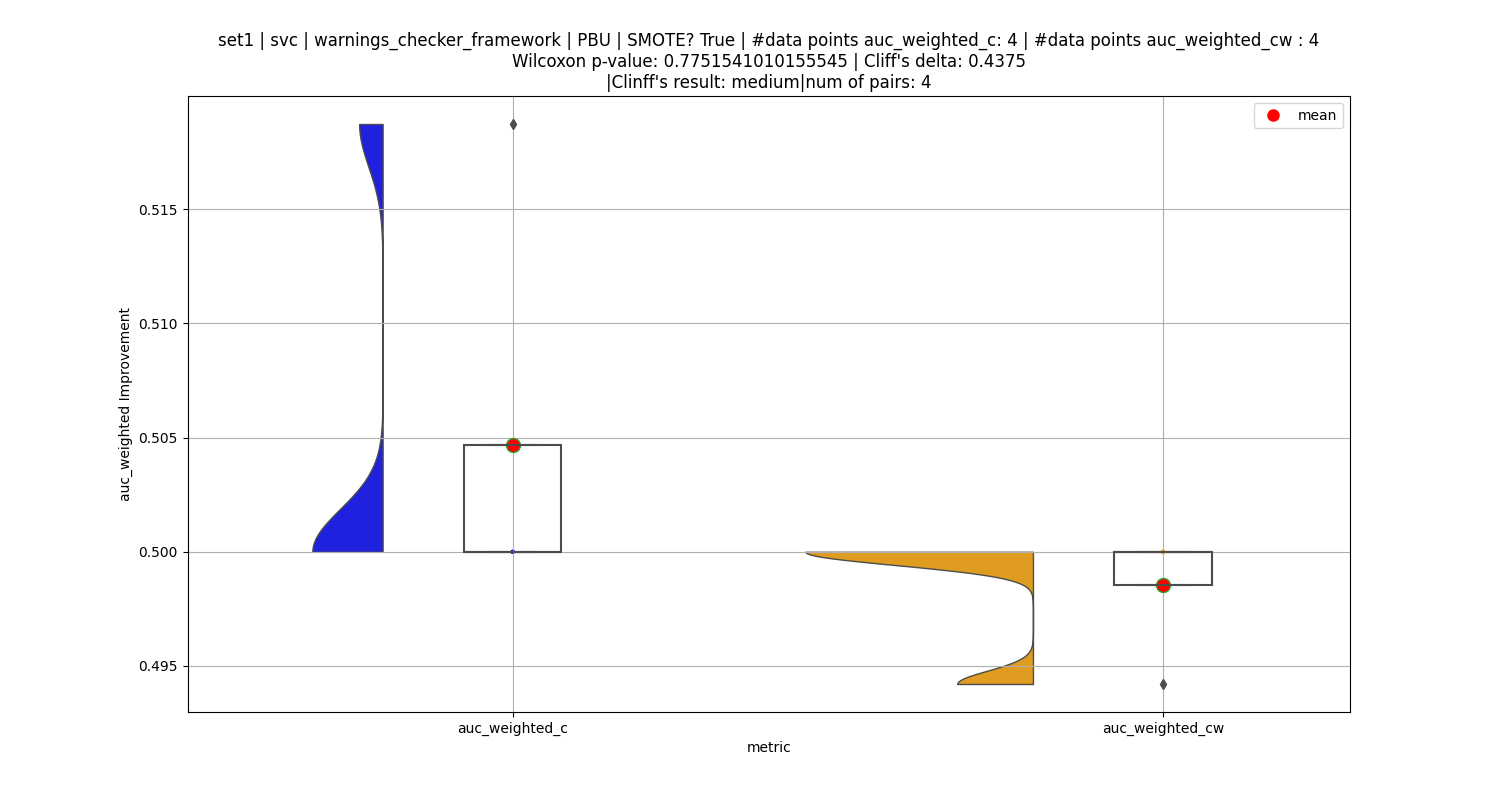 set1 | svc | warnings_checker_framework | PBU | SMOTE? True | #data points auc_weighted_c: 4 | #data points auc_weighted_cw : 4
Wilcoxon p-value: 0.7751541010155545 | Cliff's delta: 0.4375
|Clinff's result: medium|num of pairs: 4
mean
0.515
0.510
0.505
0.500
0.495
auc_weighted Improvement
auc_weighted_c
auc_weighted_cw
metric